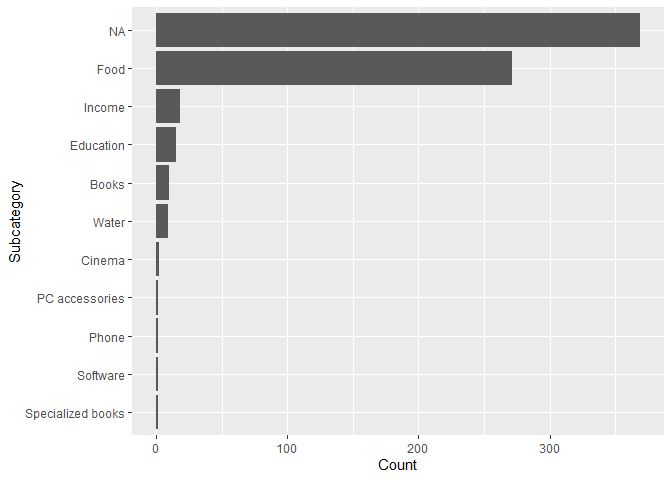 NA
Food
Income
Education
Books
Water
Cinema
PC accessories
Phone
Software
Specialized books
Subcategory
0 100 200 300
Count